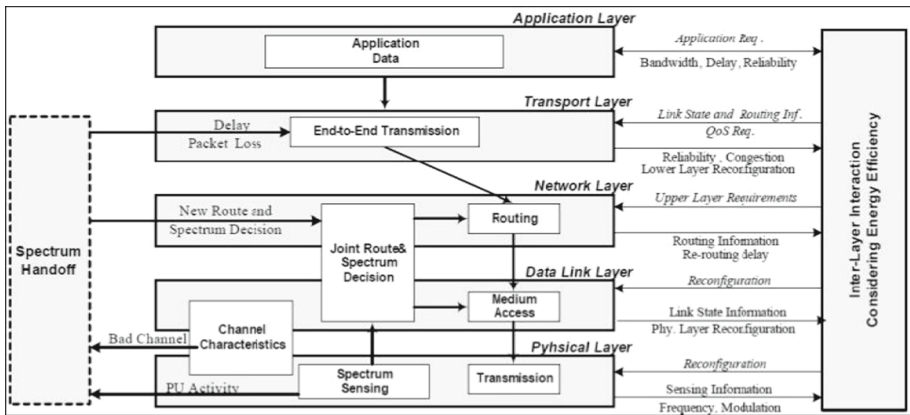 Application Layer
Application
Data
Application Req.
Bandwidth, Delay, Reliability
Transport Layer
Delay
Packet Loss
End-to-End Transmission
Link State and Routing Inf.
QoS Req.
Reliability, Congestion
Lower Layer Reconfiguration
Network Layer
New Route and
Spectrum Decision
Joint Route&
Spectrum
Decision
Routing
Upper Layer Requirements
Routing Information
Re-routing delay
Spectrum
Handoff
Inter-Layer Interaction
Considering Energy Efficiency
Data Link Layer
Medium
Access
Reconfiguration
Link State Information
Phy. Layer Reconfiguration
Bad Channel
Channel
Characteristics
Pyhsical Layer
PU Activity
Spectrum
Sensing
Transmission
Reconfiguration
Sensing Information
Frequency, Modulation